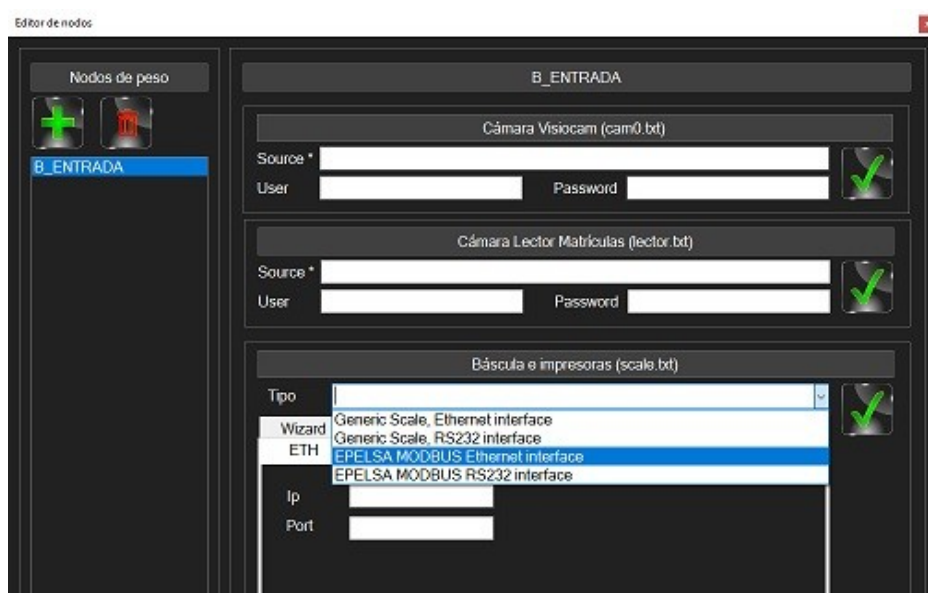 Editor de nodos
Nodos de peso
B_ENTRADA
B_ENTRADA
Cámara Visiocam (cam0.txt)
Source *
User
Password
Cámara Lector Matrículas (lector.txt)
Source *
User
Password
Báscula e impresoras (scale.txt)
Tipo
Generic Scale, Ethernet interface
Generic Scale, RS232 interface
EPELSA MODBUS Ethernet interface
EPELSA MODBUS RS232 interface
Wizard
ETH
Ip
Port